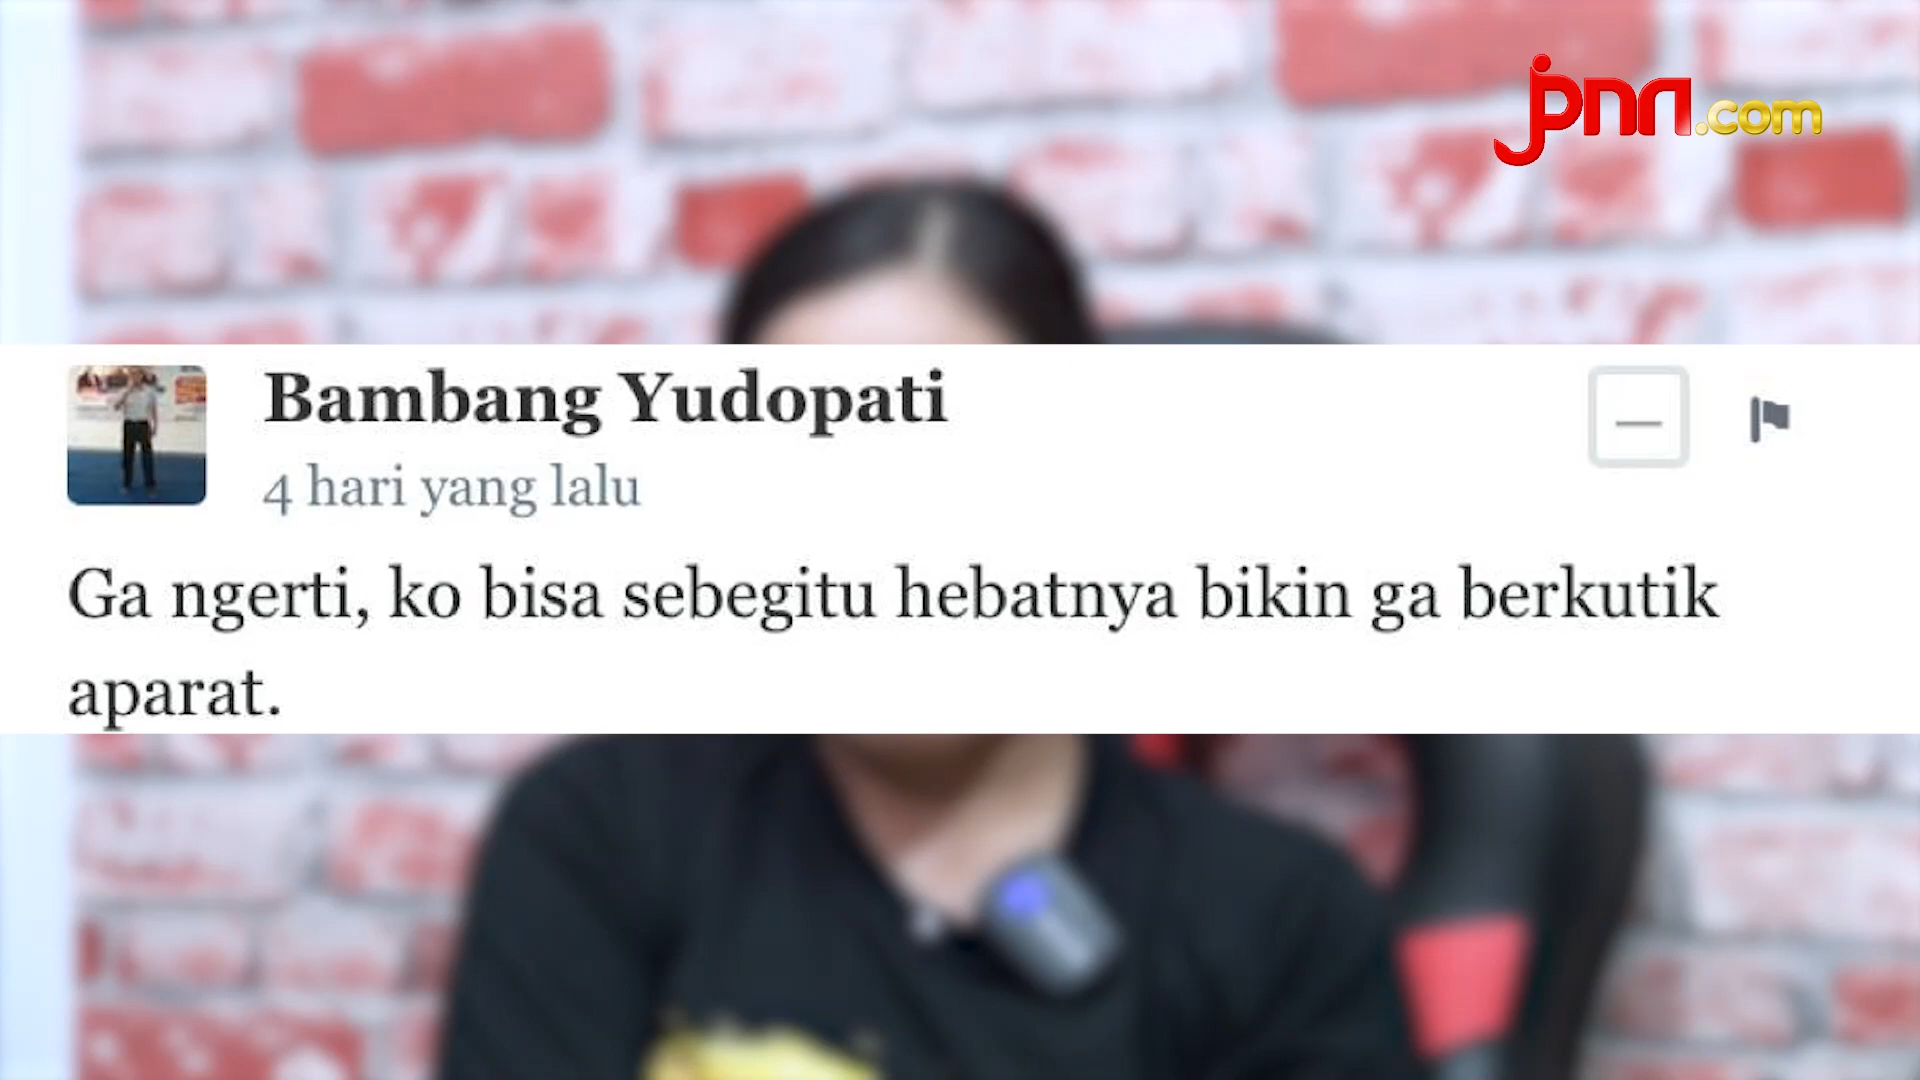 jpnn.com
Bambang Yudopati
4 hari yang lalu
Ga ngerti, ko bisa sebegitu hebatnya bikin ga berkutik
aparat.